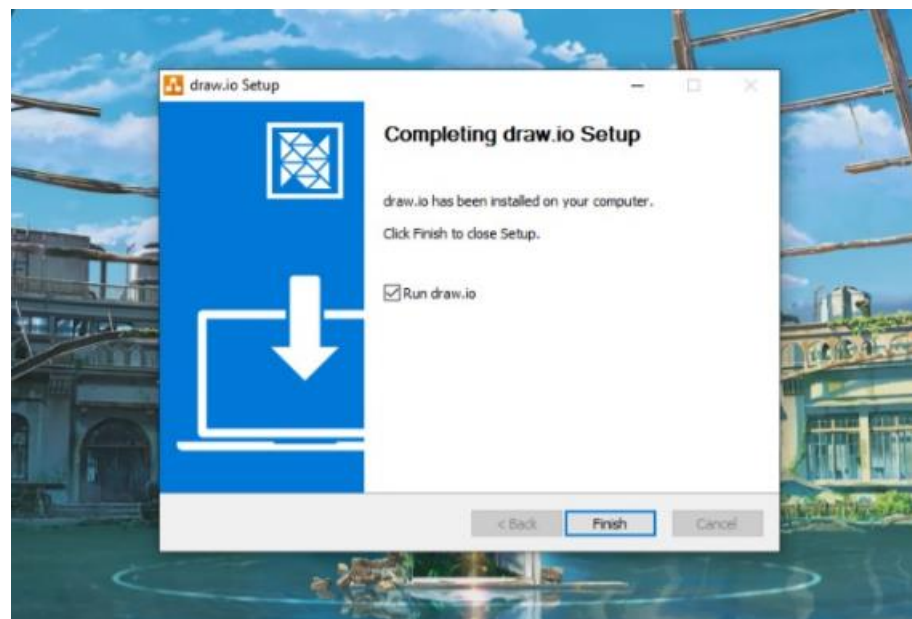 draw.io Setup
Completing draw.io Setup
draw.io has been installed on your computer.
Click Finish to close Setup.
Run draw.io
< Back Finish Cancel